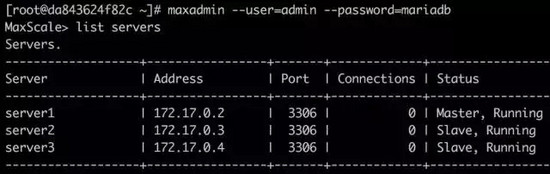 [root@da843624f82c ~]# maxadmin --user=admin --password=mariadb
MaxScale> list servers
Servers.
-------------------+-----------------+-------+-------------+--------------------
Server             | Address         | Port  | Connections | Status
-------------------+-----------------+-------+-------------+--------------------
server1            | 172.17.0.2      |  3306 |           0 | Master, Running
server2            | 172.17.0.3      |  3306 |           0 | Slave, Running
server3            | 172.17.0.4      |  3306 |           0 | Slave, Running
-------------------+-----------------+-------+-------------+--------------------